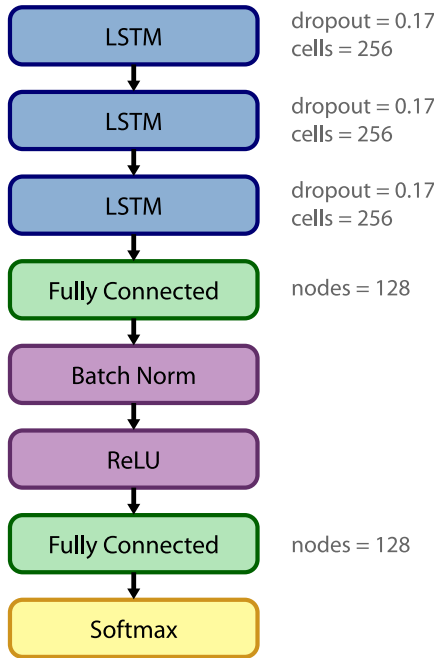 LSTM
dropout = 0.17
cells = 256
LSTM
dropout = 0.17
cells = 256
LSTM
dropout = 0.17
cells = 256
Fully Connected
nodes = 128
Batch Norm
ReLU
Fully Connected
nodes = 128
Softmax